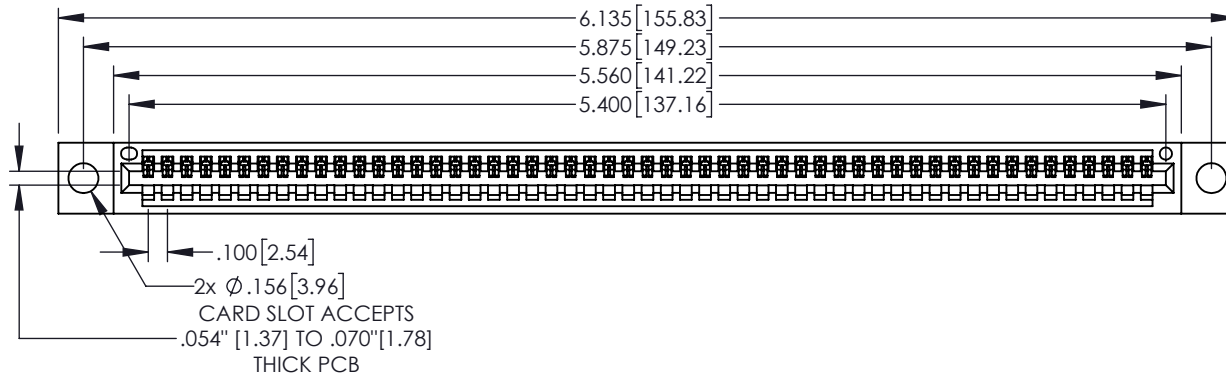 6.135[155.83]
5.875[149.23]
5.560[141.22]
5.400[137.16]
.100[2.54]
2x Ø.156[3.96]
CARD SLOT ACCEPTS
.054" [1.37] TO .070"[1.78]
THICK PCB